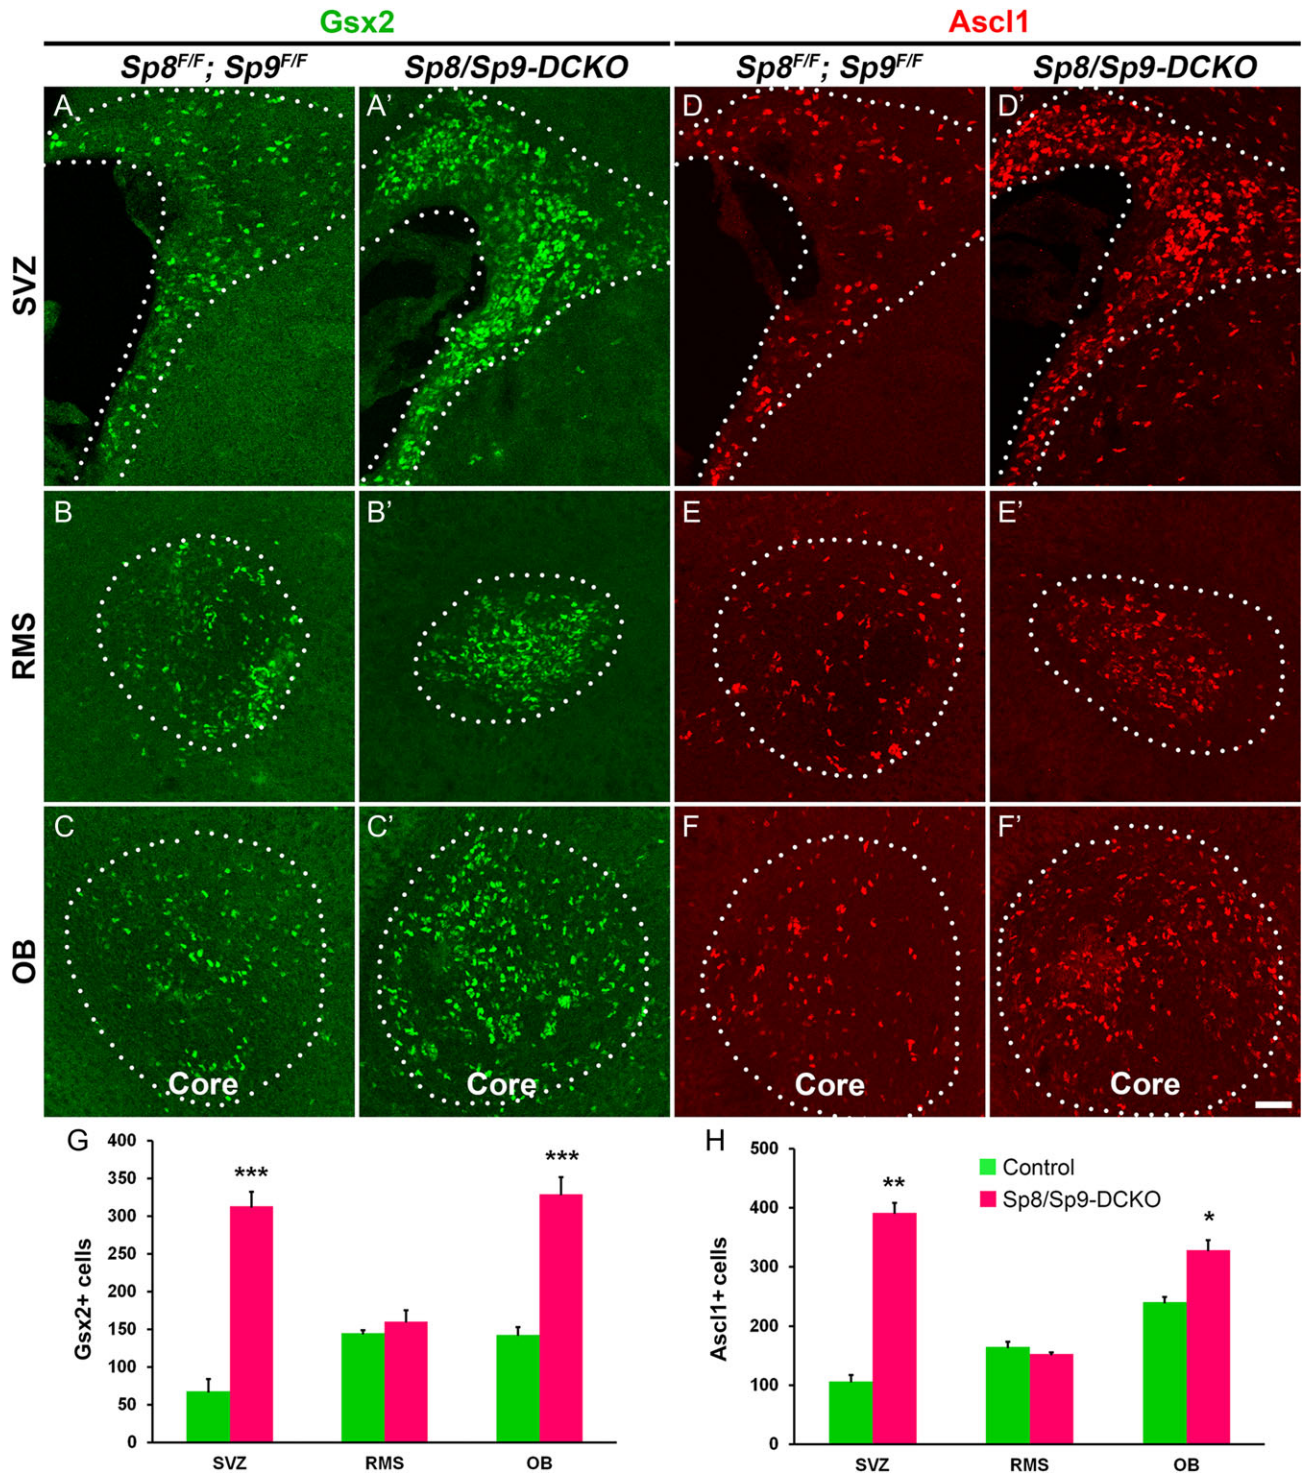 Gsx2 Ascl1
Sp8F/F; Sp9F/F Sp8/Sp9-DCKO Sp8F/F; Sp9F/F Sp8/Sp9-DCKO
A A' D D'
SVZ
B B' E E'
RMS
C C' F F'
OB
Core Core Core Core
G
400
350
300
250
200
150
100
50
0
Gsx2+ cells
*** ***
SVZ RMS OB
H
500
400
300
200
100
0
Ascl1+ cells
** *
Control
Sp8/Sp9-DCKO
SVZ RMS OB